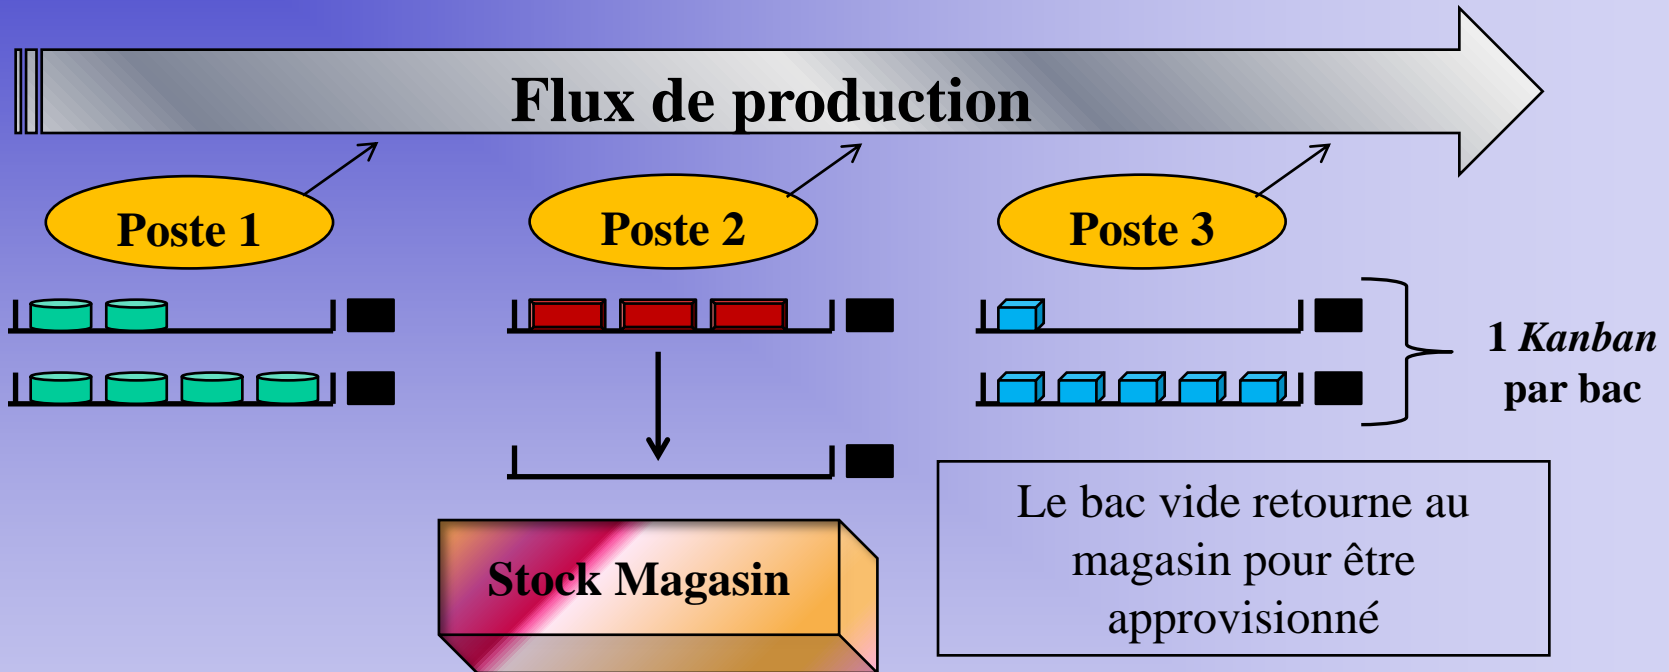 Flux de production
Poste 1
Poste 2
Poste 3
1 Kanban
par bac
Le bac vide retourne au
magasin pour être
approvisionné
Stock Magasin